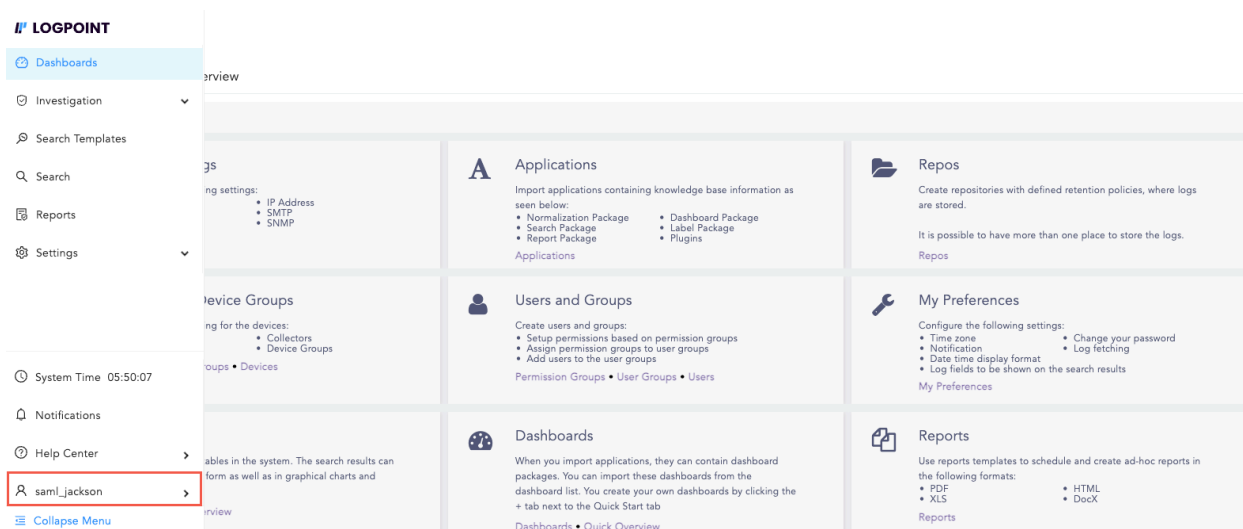 LOGPOINT
Dashboards
Investigation
Search Templates
Search
Reports
Settings
System Time 05:50:07
Notifications
Help Center
saml_jackson
Collapse Menu
erview
gs
ng settings:
• IP Address
• SMTP
• SNMP
Applications
Import applications containing knowledge base information as
seen below:
• Normalization Package • Dashboard Package
• Search Package • Label Package
• Report Package • Plugins
Applications
Repos
Create repositories with defined retention policies, where logs
are stored.
It is possible to have more than one place to store the logs.
Repos
Device Groups
ng for the devices:
• Collectors
• Device Groups
roups • Devices
Users and Groups
Create users and groups:
• Setup permissions based on permission groups
• Assign permission groups to user groups
• Add users to the user groups
Permission Groups • User Groups • Users
My Preferences
Configure the following settings:
• Time zone • Change your password
• Notification • Log fetching
• Date time display format
• Log fields to be shown on the search results
My Preferences
ables in the system. The search results can
form as well as in graphical charts and
rview
Dashboards
When you import applications, they can contain dashboard
packages. You can import these dashboards from the
dashboard list. You create your own dashboards by clicking the
+ tab next to the Quick Start tab
Dashboards • Quick Overview
Reports
Use reports templates to schedule and create ad-hoc reports in
the following formats:
• PDF • HTML
• XLS • DocX
Reports